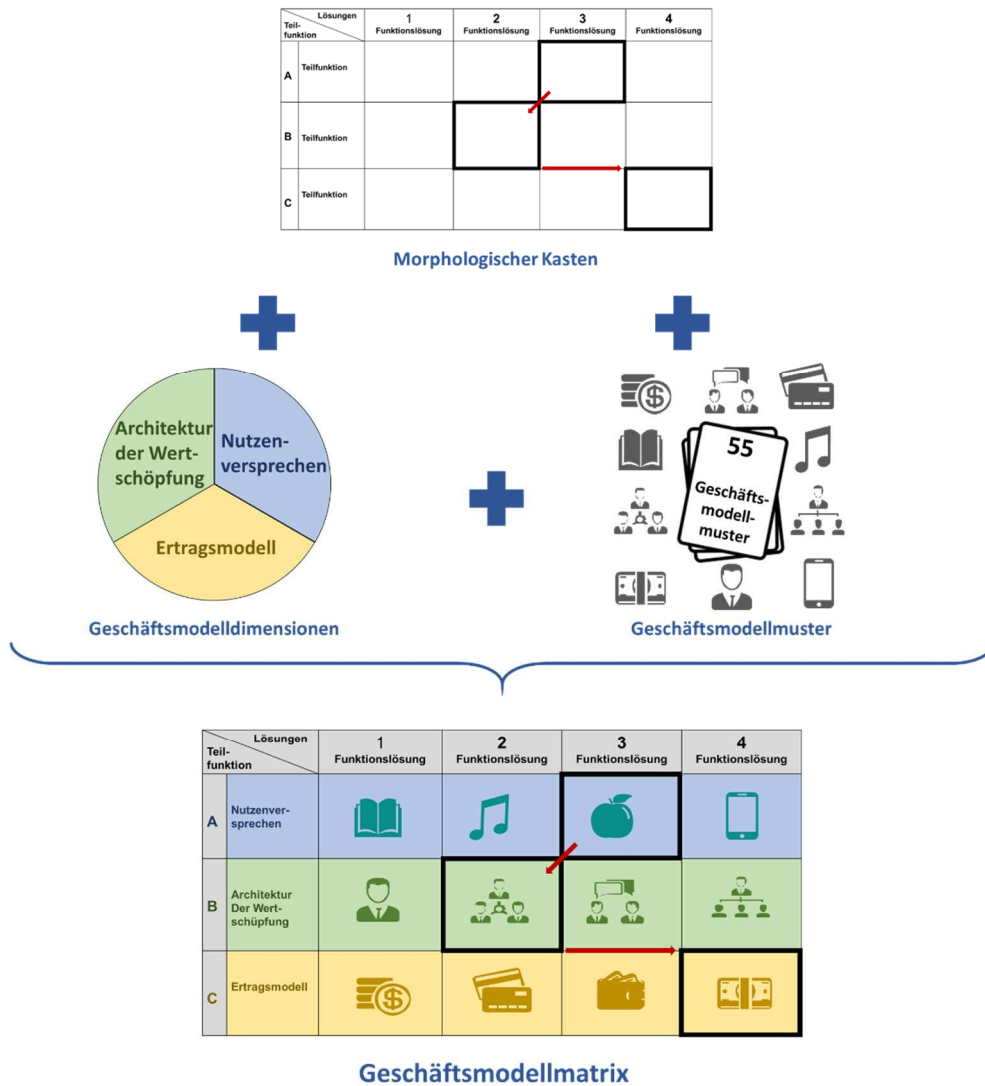 Lösungen
Teil-
funktion
1
Funktionslösung
2
Funktionslösung
3
Funktionslösung
4
Funktionslösung
A
Teilfunktion
B
Teilfunktion
C
Teilfunktion
Morphologischer Kasten
Architektur
der Wert-
schöpfung
Nutzen-
versprechen
Ertragsmodell
Geschäftsmodelldimensionen
55
Geschäfts-
modell-
muster
Geschäftsmodellmuster
Lösungen
Teil-
funktion
1
Funktionslösung
2
Funktionslösung
3
Funktionslösung
4
Funktionslösung
A
Nutzenver-
sprechen
B
Architektur
Der Wert-
schüpfung
C
Ertragsmodell
Geschäftsmodellmatrix